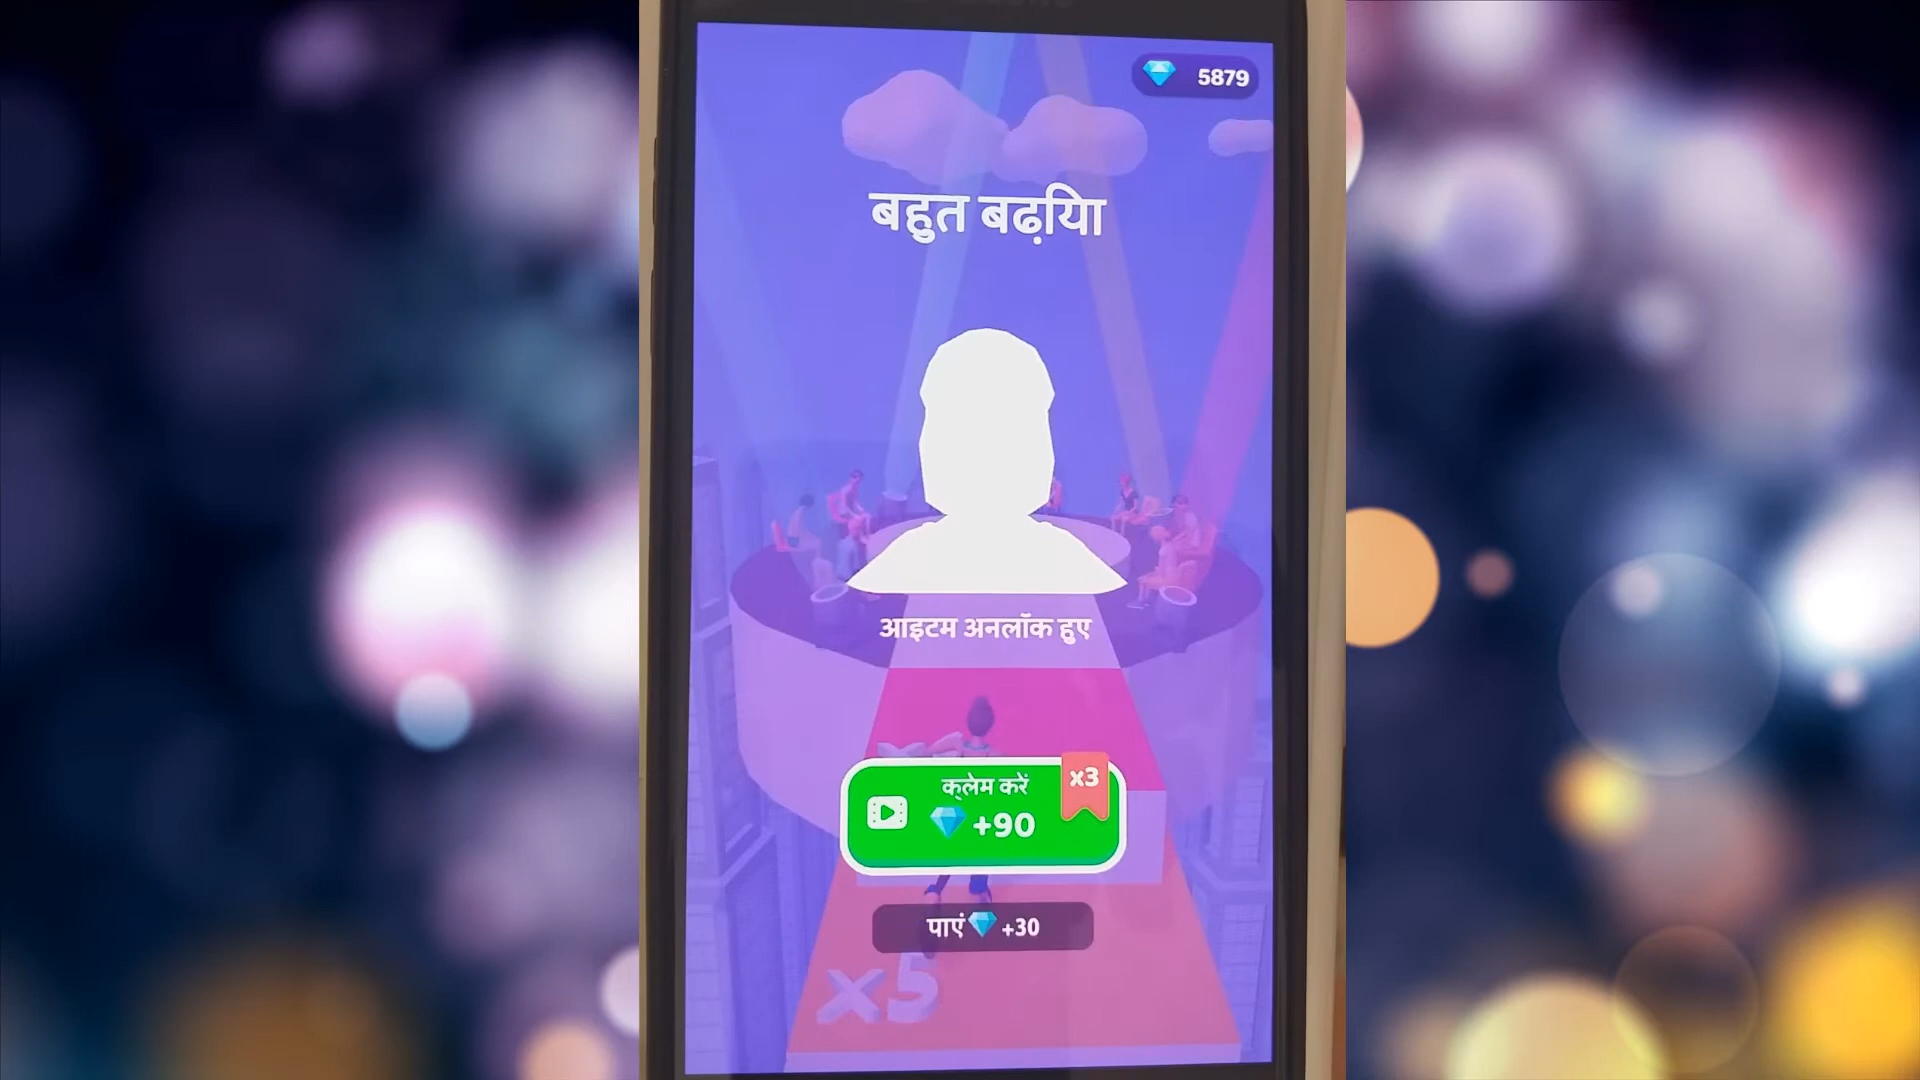 5879
बहुत बढ़िया
आइटम अनलॉक हुए
x3
क्लेम करें
+90
पाएं +30
x5